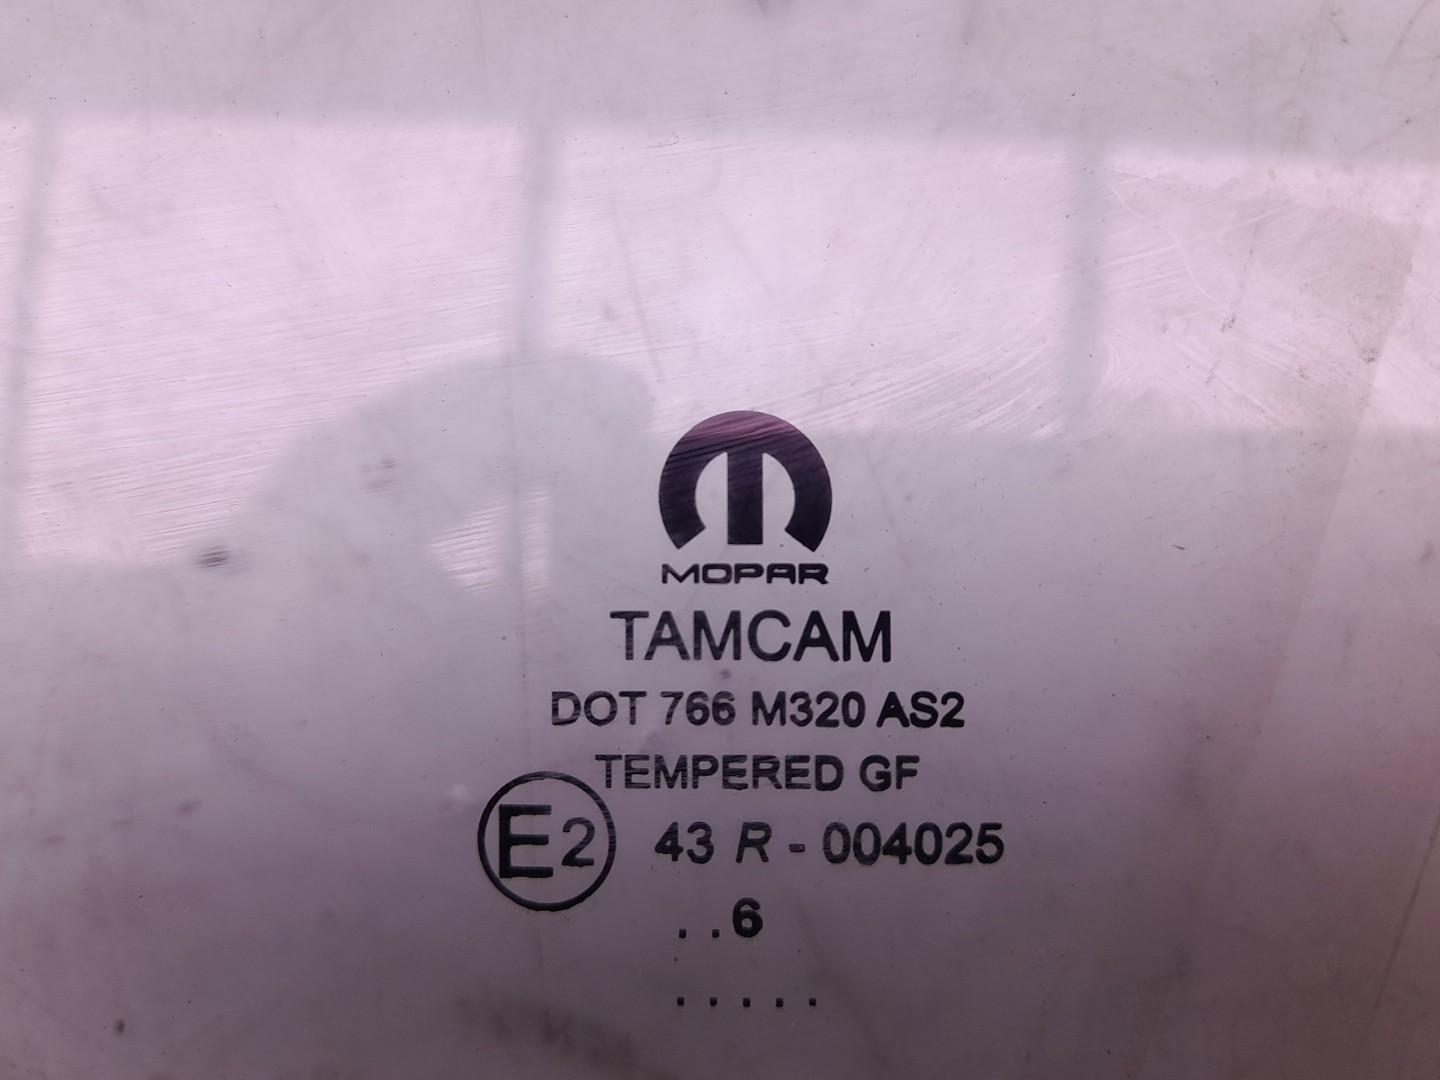 MOPAR
TAMCAM
DOT 766 M320 AS2
TEMPERED GF
E2 43 R - 004025
. . 6
. . . . .